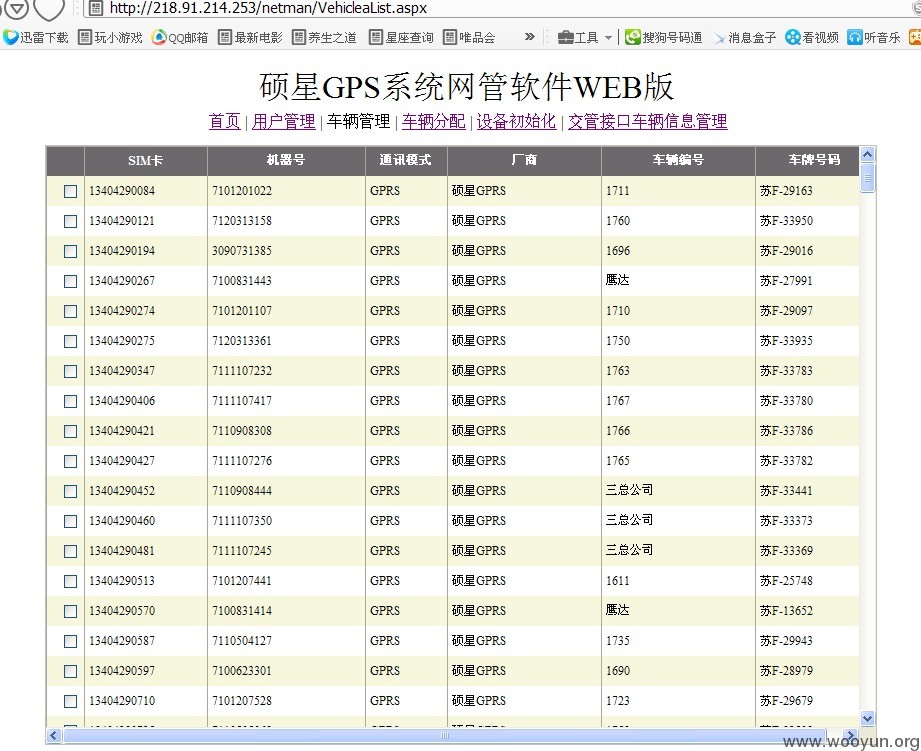 http://218.91.214.253/netman/VehicleaList.aspx
迅雷下载 玩小游戏 QQ邮箱 最新电影 养生之道 星座查询 唯品会 » 工具 搜狗号码通 消息盒子 看视频 听音乐
硕星GPS系统网管软件WEB版
首页 | 用户管理 | 车辆管理 | 车辆分配 | 设备初始化 | 交管接口车辆信息管理
SIM卡 机器号 通讯模式 厂商 车辆编号 车牌号码
13404290084 7101201022 GPRS 硕星GPRS 1711 苏F-29163
13404290121 7120313158 GPRS 硕星GPRS 1760 苏F-33950
13404290194 3090731385 GPRS 硕星GPRS 1696 苏F-29016
13404290267 7100831443 GPRS 硕星GPRS 鹰达 苏F-27991
13404290274 7101201107 GPRS 硕星GPRS 1710 苏F-29097
13404290275 7120313361 GPRS 硕星GPRS 1750 苏F-33935
13404290347 7111107232 GPRS 硕星GPRS 1763 苏F-33783
13404290406 7111107417 GPRS 硕星GPRS 1767 苏F-33780
13404290421 7110908308 GPRS 硕星GPRS 1766 苏F-33786
13404290427 7111107276 GPRS 硕星GPRS 1765 苏F-33782
13404290452 7110908444 GPRS 硕星GPRS 三总公司 苏F-33441
13404290460 7111107350 GPRS 硕星GPRS 三总公司 苏F-33373
13404290481 7111107245 GPRS 硕星GPRS 三总公司 苏F-33369
13404290513 7101207441 GPRS 硕星GPRS 1611 苏F-25748
13404290570 7100831414 GPRS 硕星GPRS 鹰达 苏F-13652
13404290587 7110504127 GPRS 硕星GPRS 1735 苏F-29943
13404290597 7100623301 GPRS 硕星GPRS 1690 苏F-28979
13404290710 7101207528 GPRS 硕星GPRS 1723 苏F-29679
www.wooyun.org